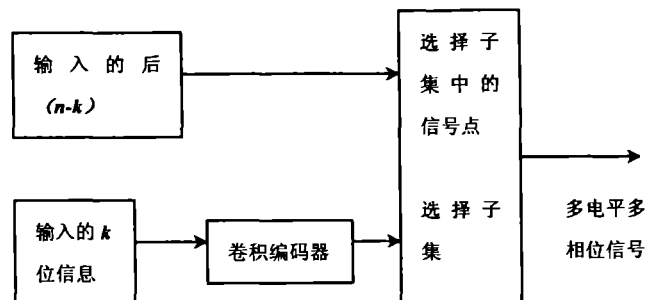 输入的后
（n-k）
选择子
集中的
信号点
输入的 k
位信息
卷积编码器
选择子
集
多电平多
相位信号